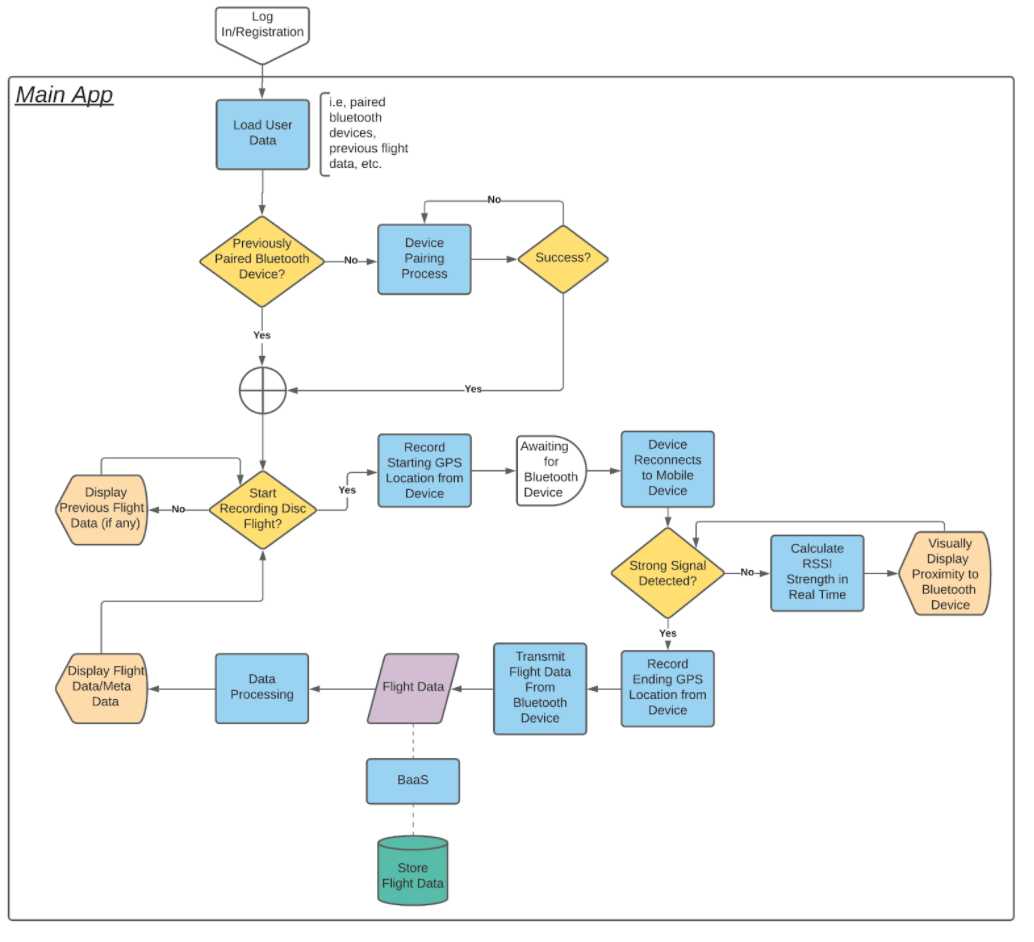 Log
In/Registration
Main App
Load User
Data
i.e, paired
bluetooth
devices,
previous flight
data, etc.
No
Previously
Paired Bluetooth
Device?
No
Device
Pairing
Process
Success?
Yes
Yes
Start
Recording Disc
Flight?
No
Display
Previous Flight
Data (if any)
Yes
Record
Starting GPS
Location from
Device
Awaiting
for
Bluetooth
Device
Device
Reconnects
to Mobile
Device
Strong Signal
Detected?
No
Calculate
RSSI
Strength in
Real Time
Visually
Display
Proximity to
Bluetooth
Device
Yes
Record
Ending GPS
Location from
Device
Transmit
Flight Data
From
Bluetooth
Device
Flight Data
Data
Processing
Display Flight
Data/Meta
Data
BaaS
Store
Flight Data